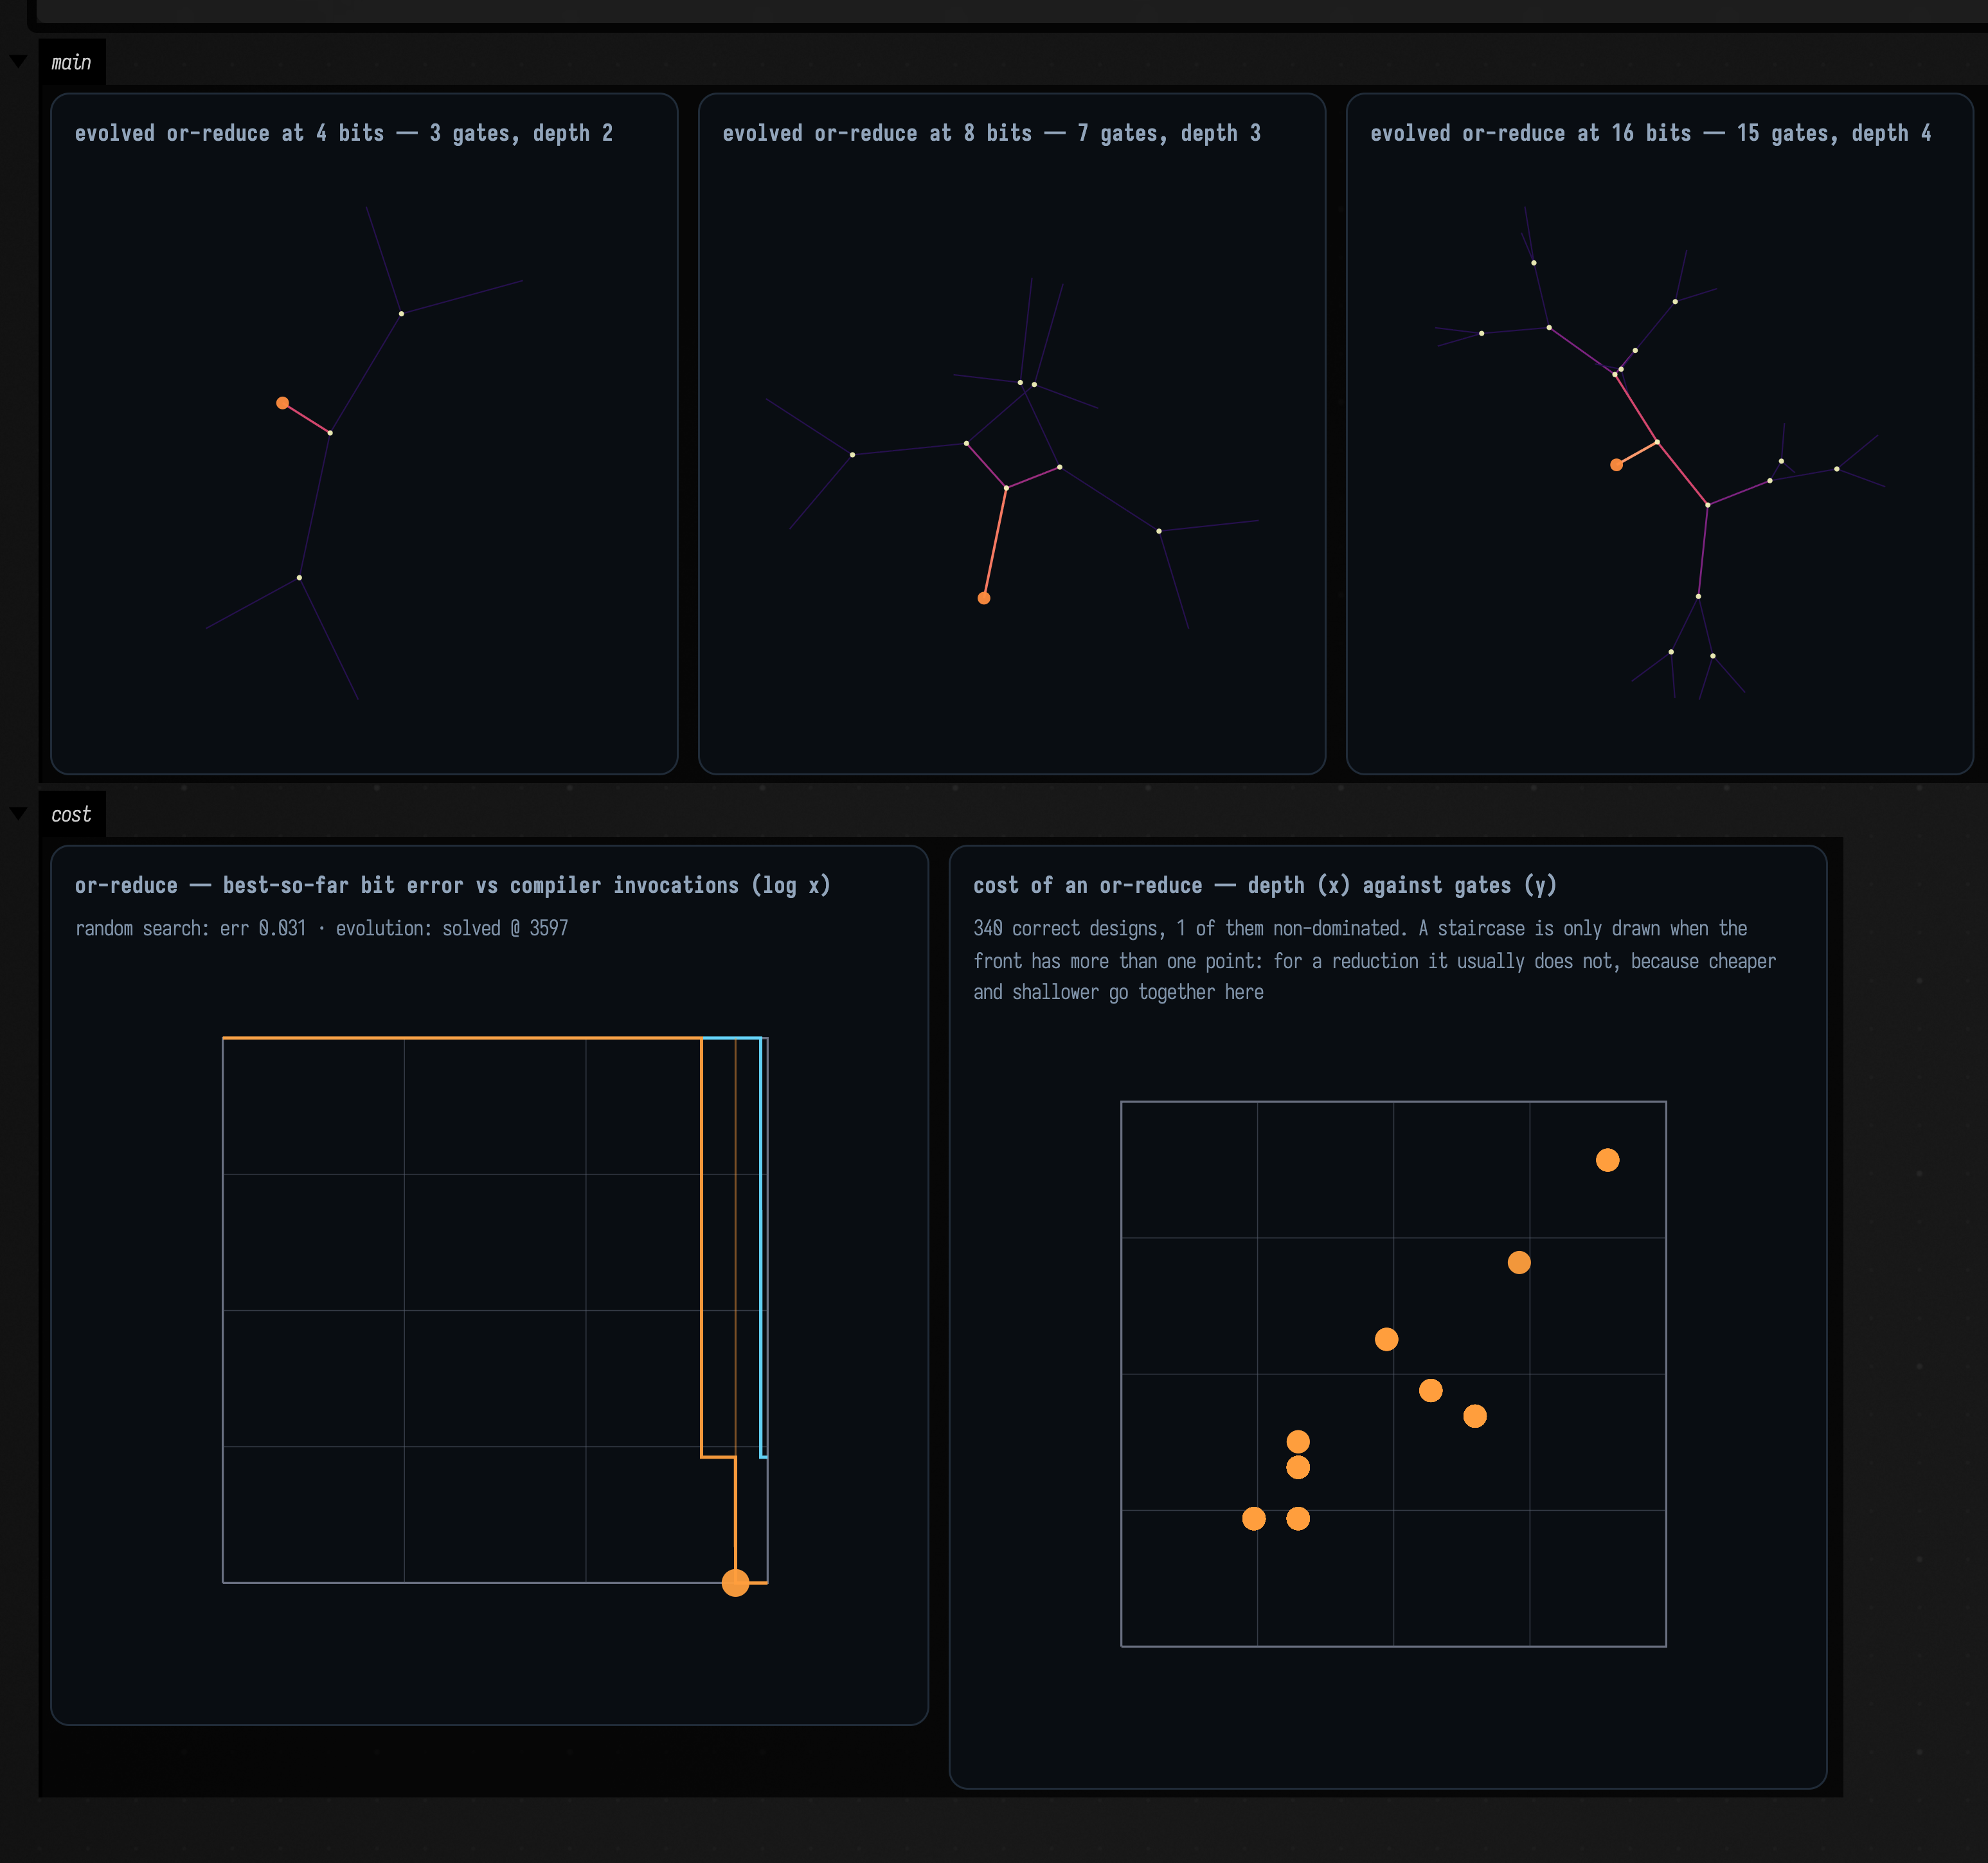 main
evolved or-reduce at 4 bits — 3 gates, depth 2
evolved or-reduce at 8 bits — 7 gates, depth 3
evolved or-reduce at 16 bits — 15 gates, depth 4
cost
or-reduce — best-so-far bit error vs compiler invocations (log x)
random search: err 0.031 · evolution: solved @ 3597
cost of an or-reduce — depth (x) against gates (y)
340 correct designs, 1 of them non-dominated. A staircase is only drawn when the
front has more than one point: for a reduction it usually does not, because cheaper
and shallower go together here